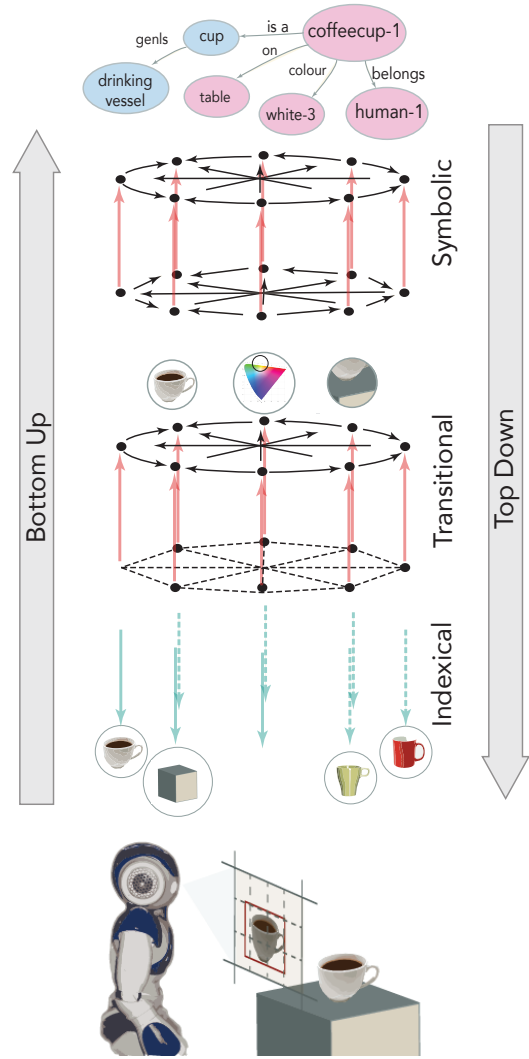 is a
coffeecup-1
genls
cup
on
colour
belongs
drinking
vessel
table
white-3
human-1
Symbolic
Transitional
Indexical
Bottom Up
Top Down